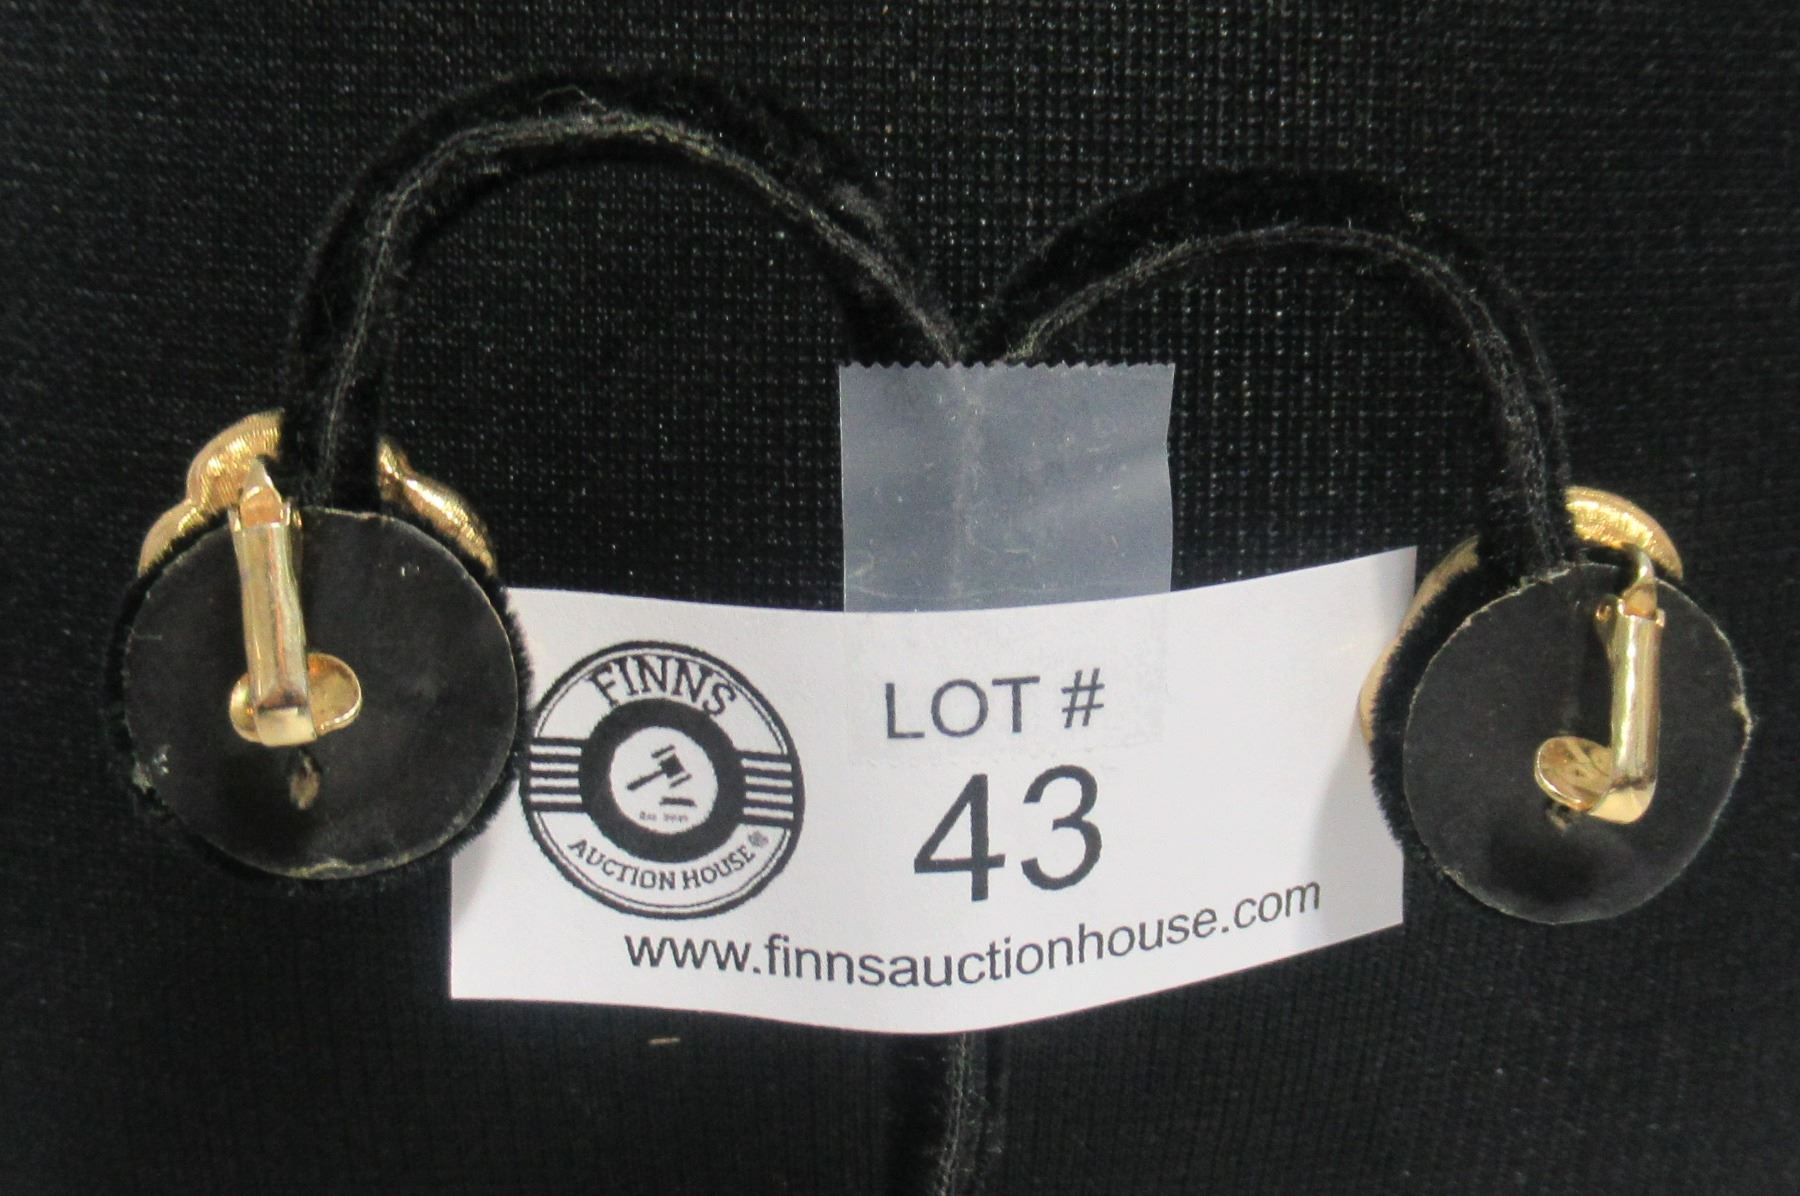 FINNS
AUCTION HOUSE
LOT #
43
www.finnsauctionhouse.com